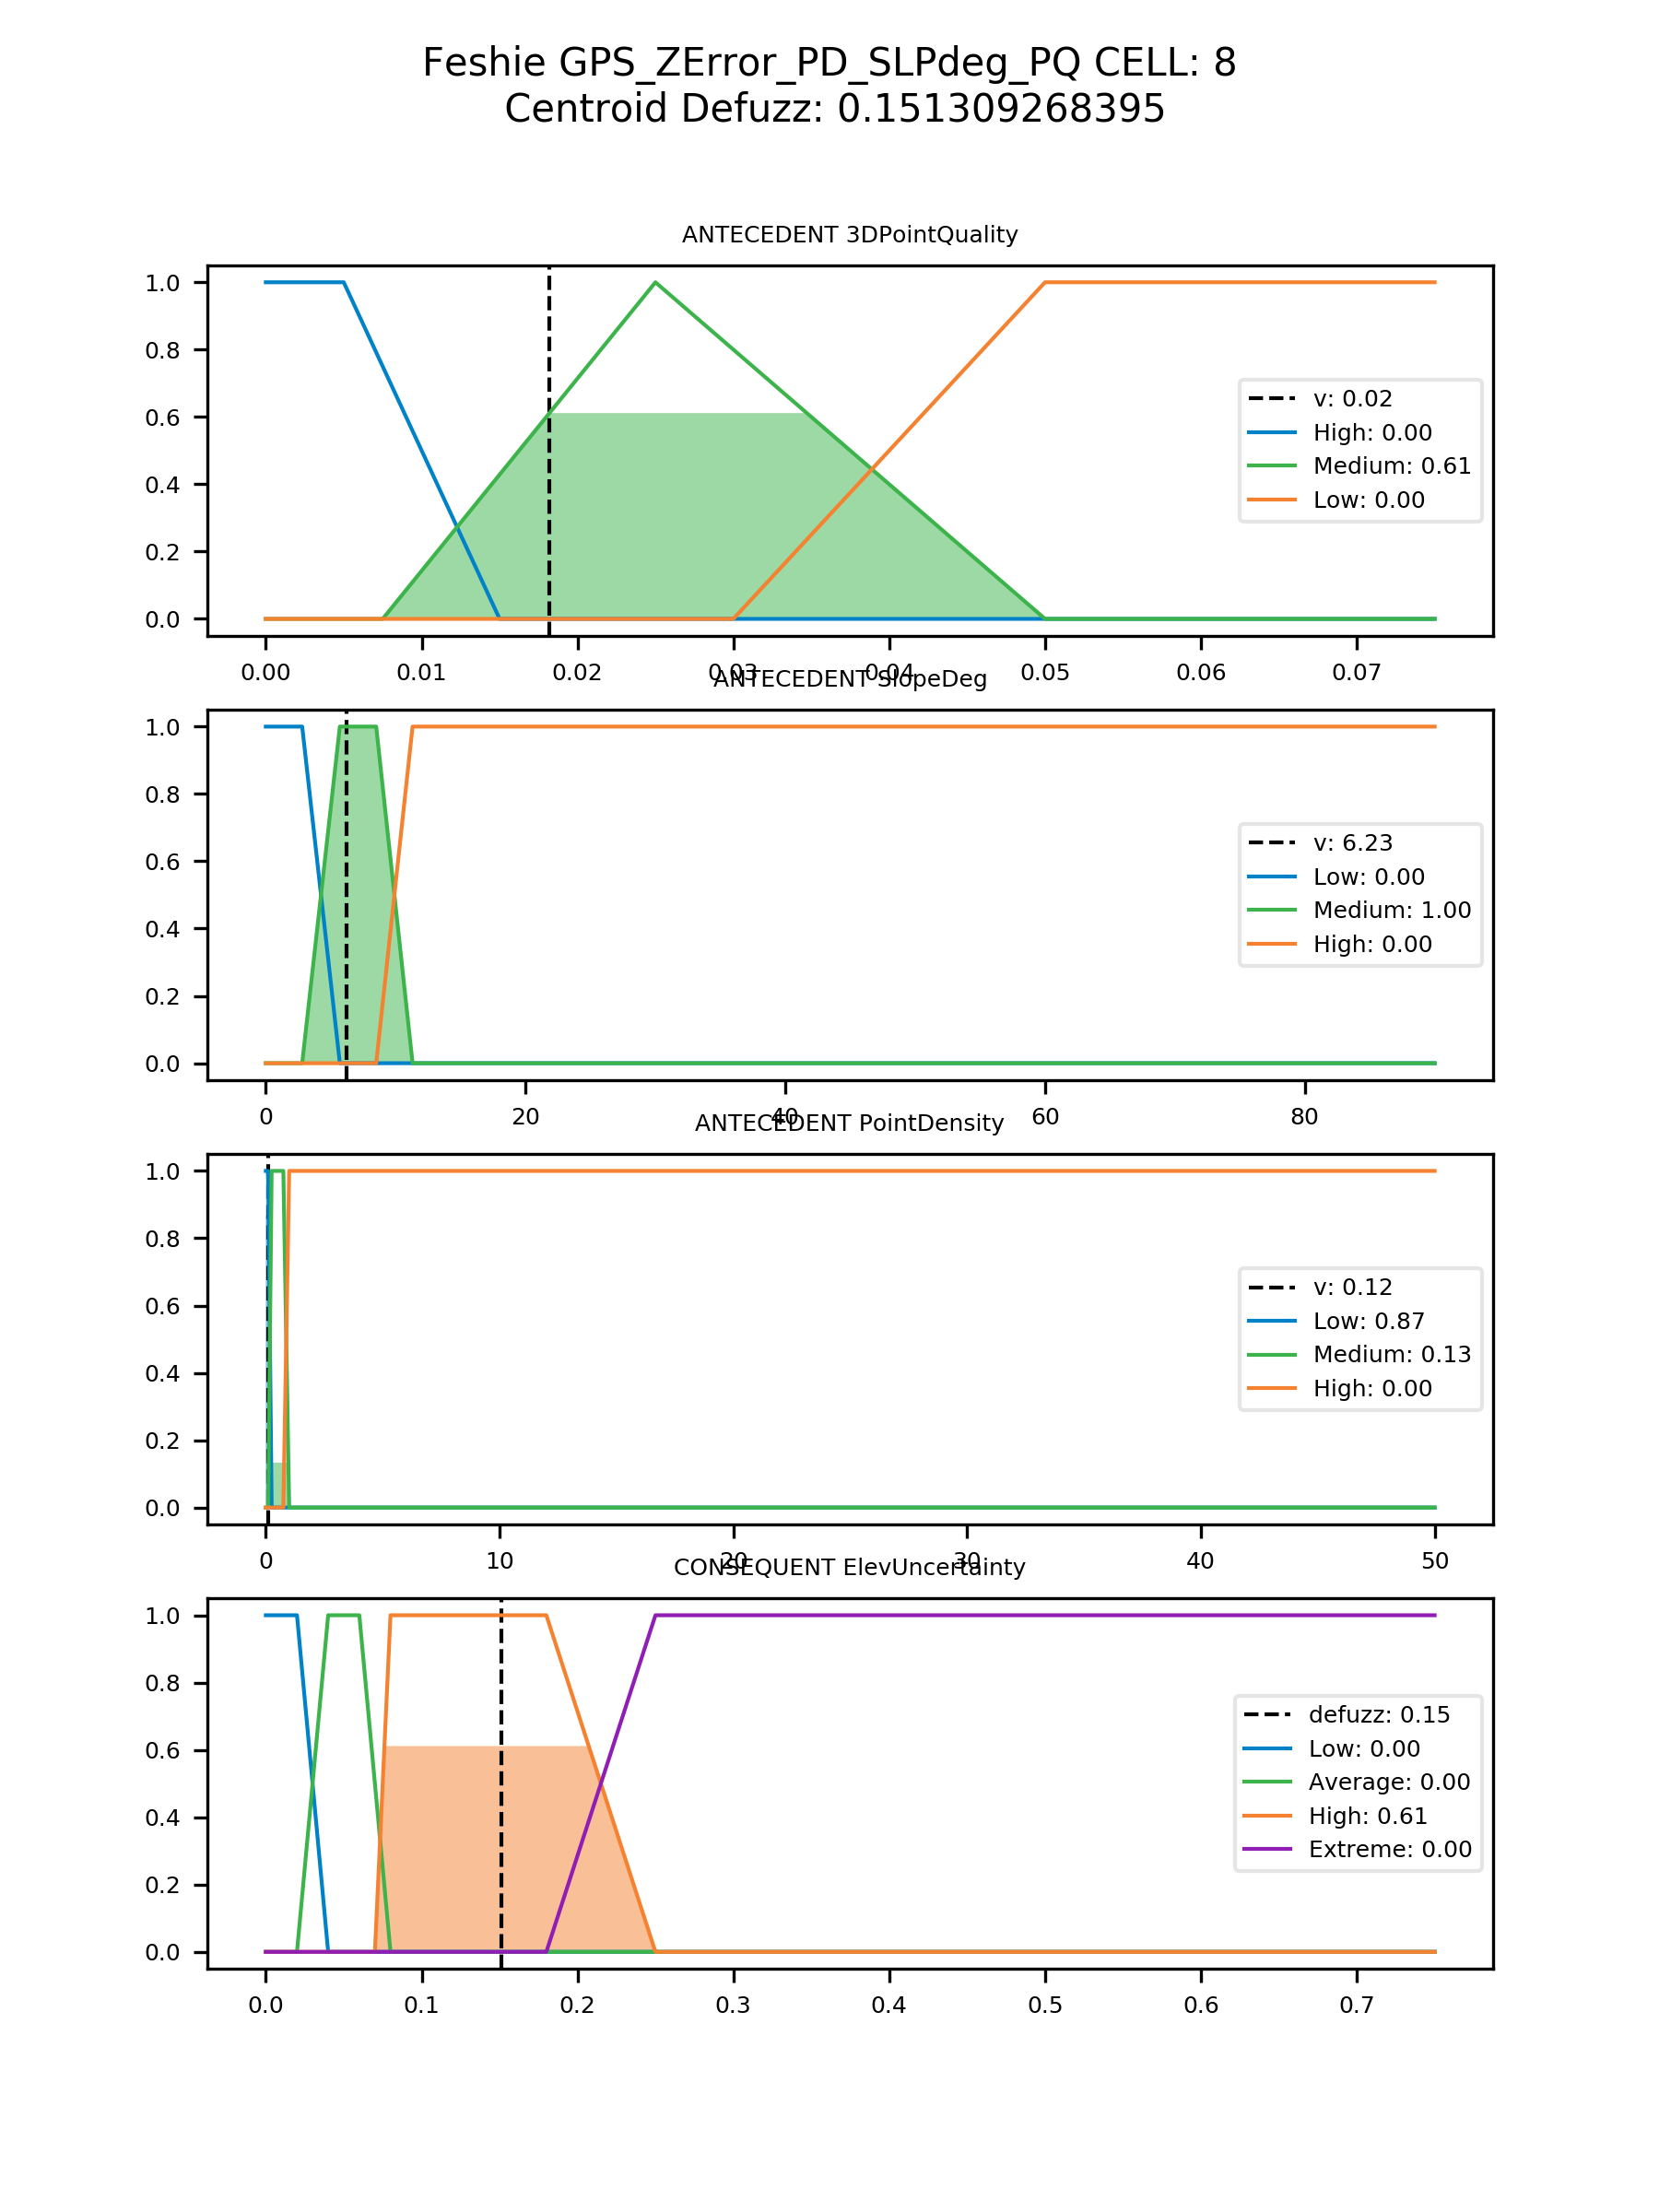 Feshie GPS_ZError_PD_SLPdeg_PQ CELL: 8
Centroid Defuzz: 0.151309268395
ANTECEDENT 3DPointQuality
1.0
0.8
0.6
0.4
0.2
0.0
v: 0.02
High: 0.00
Medium: 0.61
Low: 0.00
0.00 0.01 0.02 0.03 0.04 0.05 0.06 0.07
ANTECEDENT SlopeDeg
1.0
0.8
0.6
0.4
0.2
0.0
v: 6.23
Low: 0.00
Medium: 1.00
High: 0.00
0 20 40 60 80
ANTECEDENT PointDensity
1.0
0.8
0.6
0.4
0.2
0.0
v: 0.12
Low: 0.87
Medium: 0.13
High: 0.00
0 10 20 30 40 50
CONSEQUENT ElevUncertainty
1.0
0.8
0.6
0.4
0.2
0.0
defuzz: 0.15
Low: 0.00
Average: 0.00
High: 0.61
Extreme: 0.00
0.0 0.1 0.2 0.3 0.4 0.5 0.6 0.7